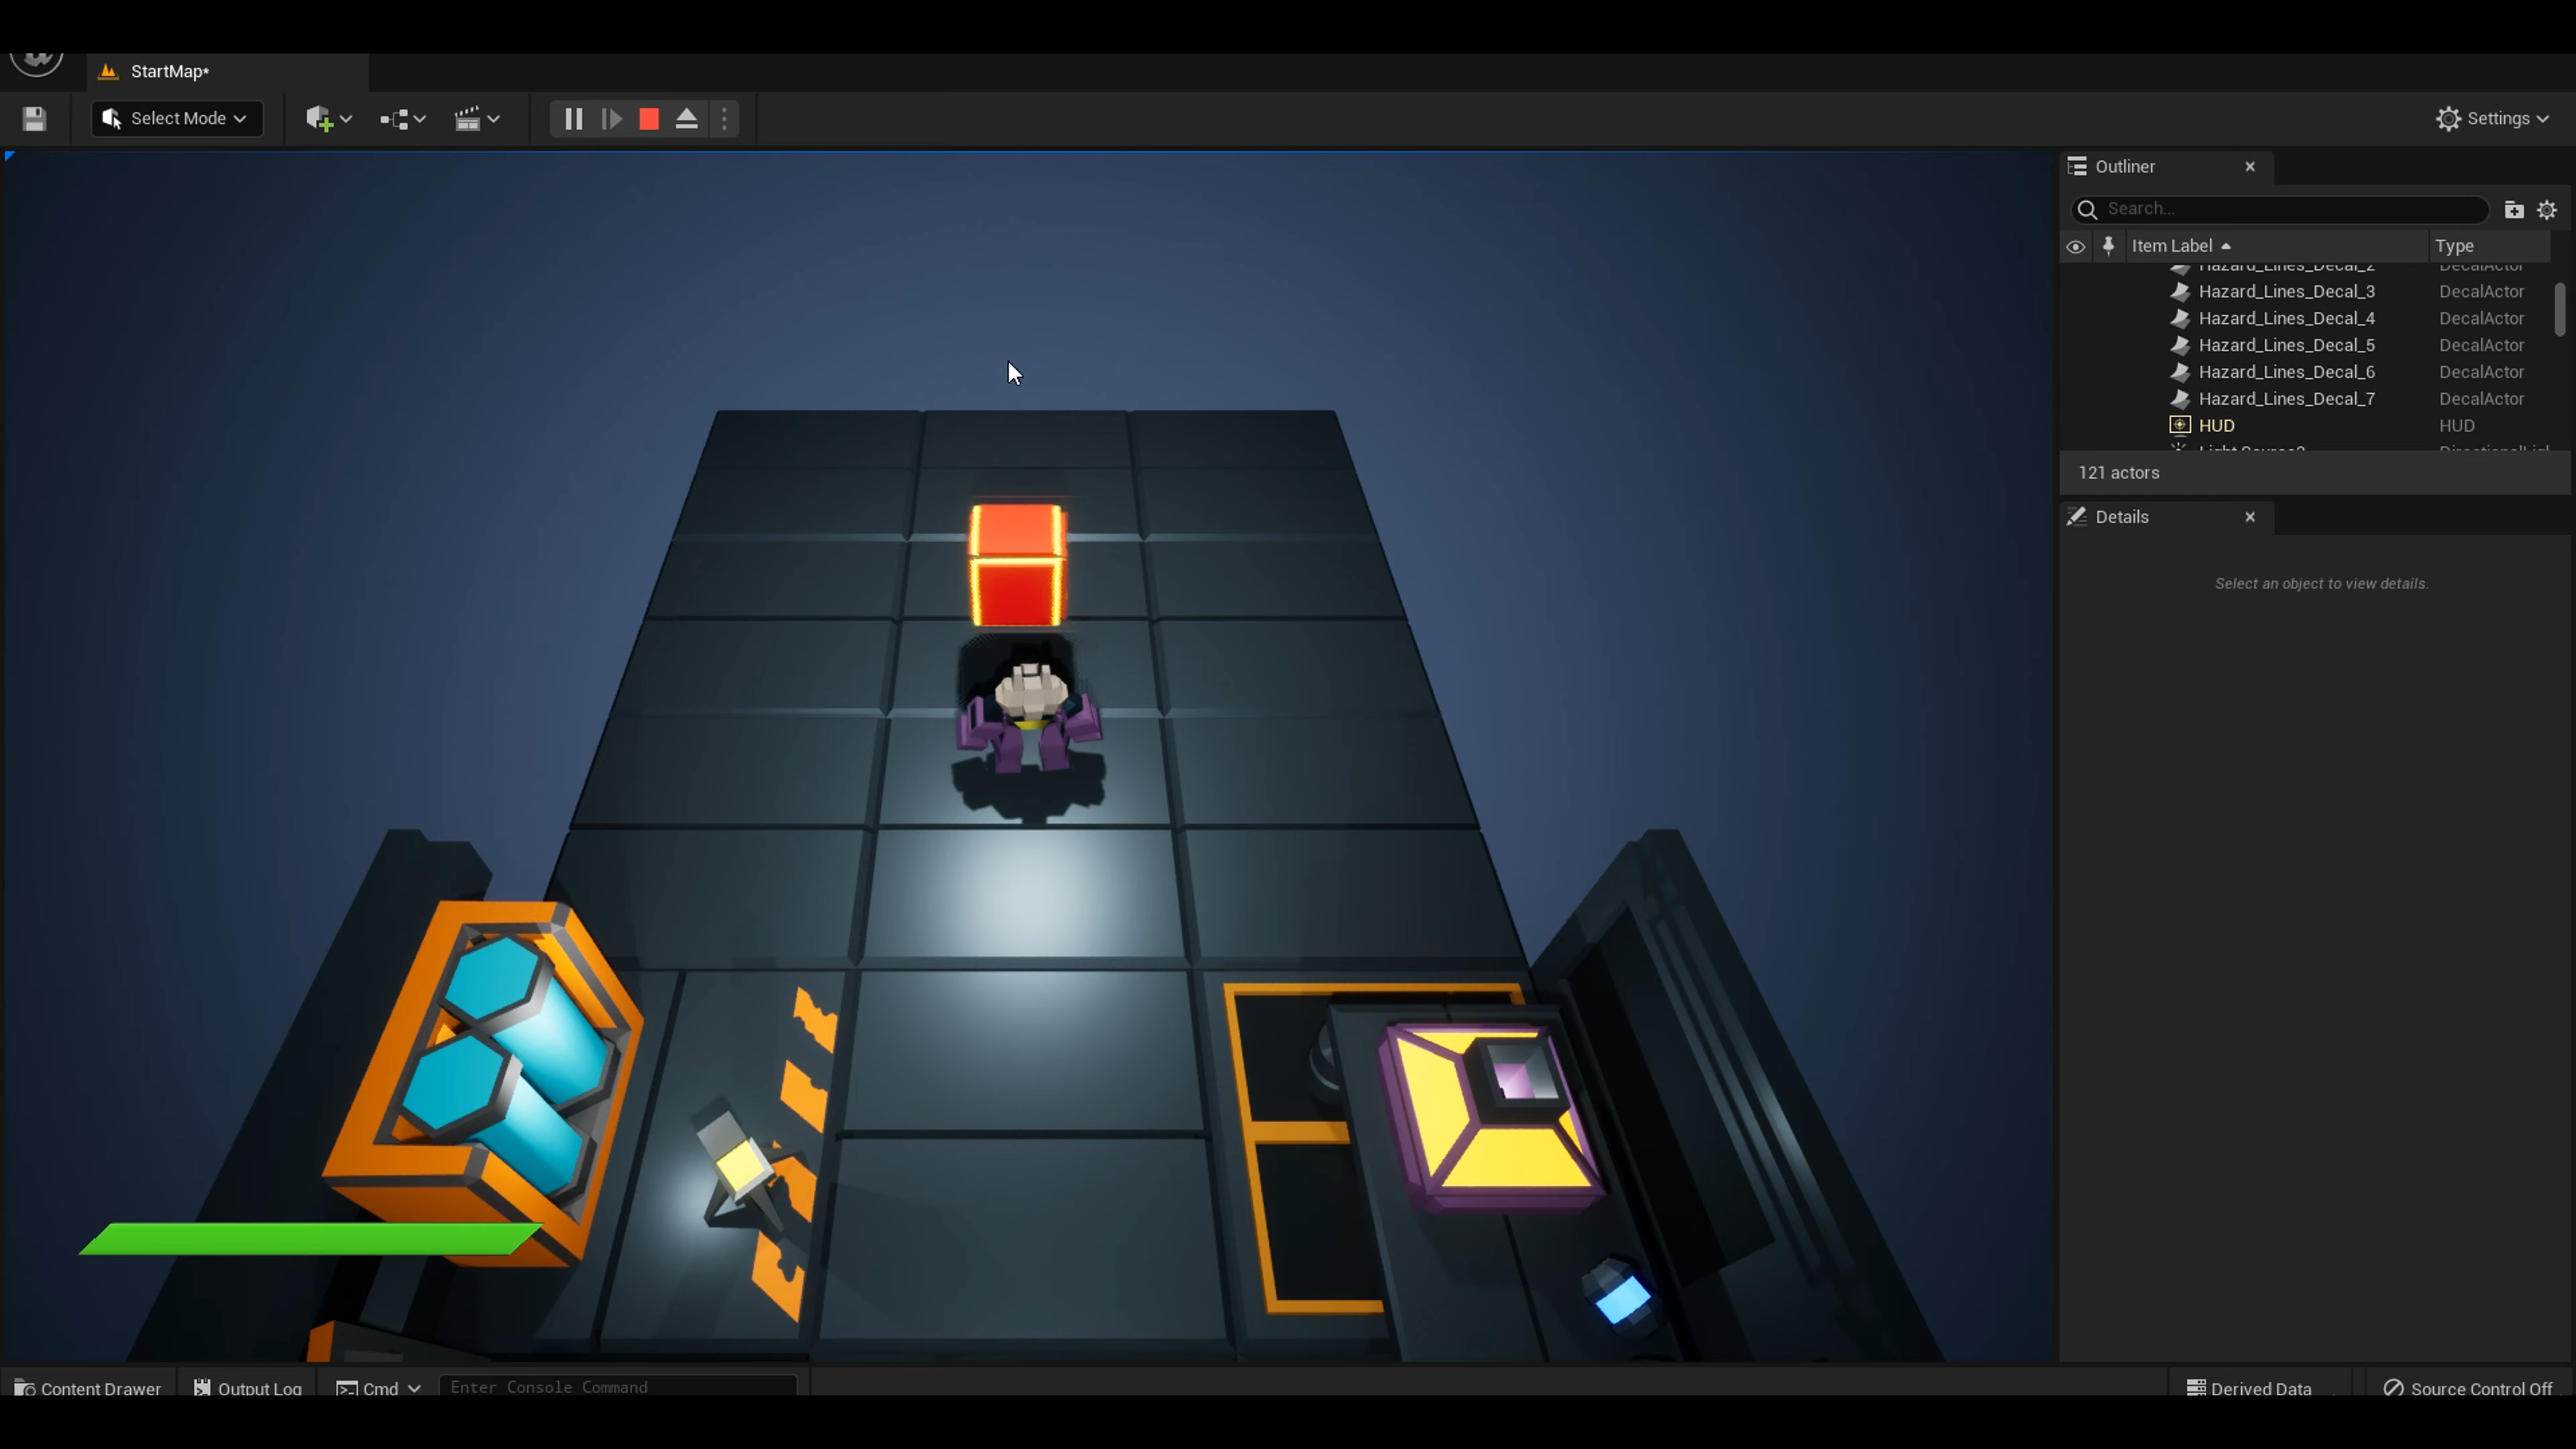 StartMap*
Select Mode
Settings
Outliner
Search...
Item Label Type
Hazard_Lines_Decal_2 DecalActor
Hazard_Lines_Decal_3 DecalActor
Hazard_Lines_Decal_4 DecalActor
Hazard_Lines_Decal_5 DecalActor
Hazard_Lines_Decal_6 DecalActor
Hazard_Lines_Decal_7 DecalActor
HUD HUD
121 actors
Details
Select an object to view details.
Content Drawer Output Log Cmd Enter Console Command Derived Data Source Control Off